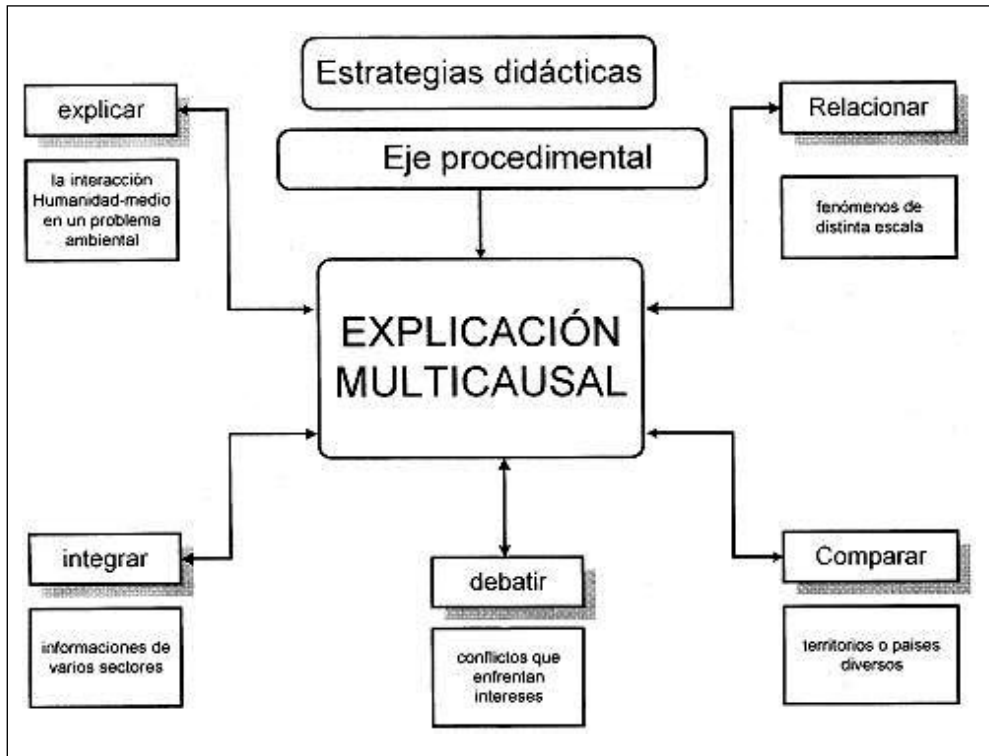 Estrategias didácticas
Eje procedimental
explicar
la interacción
Humanidad-medio
en un problema
ambiental
Relacionar
fenómenos de
distinta escala
EXPLICACIÓN
MULTICAUSAL
integrar
informaciones de
varios sectores
debatir
conflictos que
enfrentan
intereses
Comparar
territorios o países
diversos